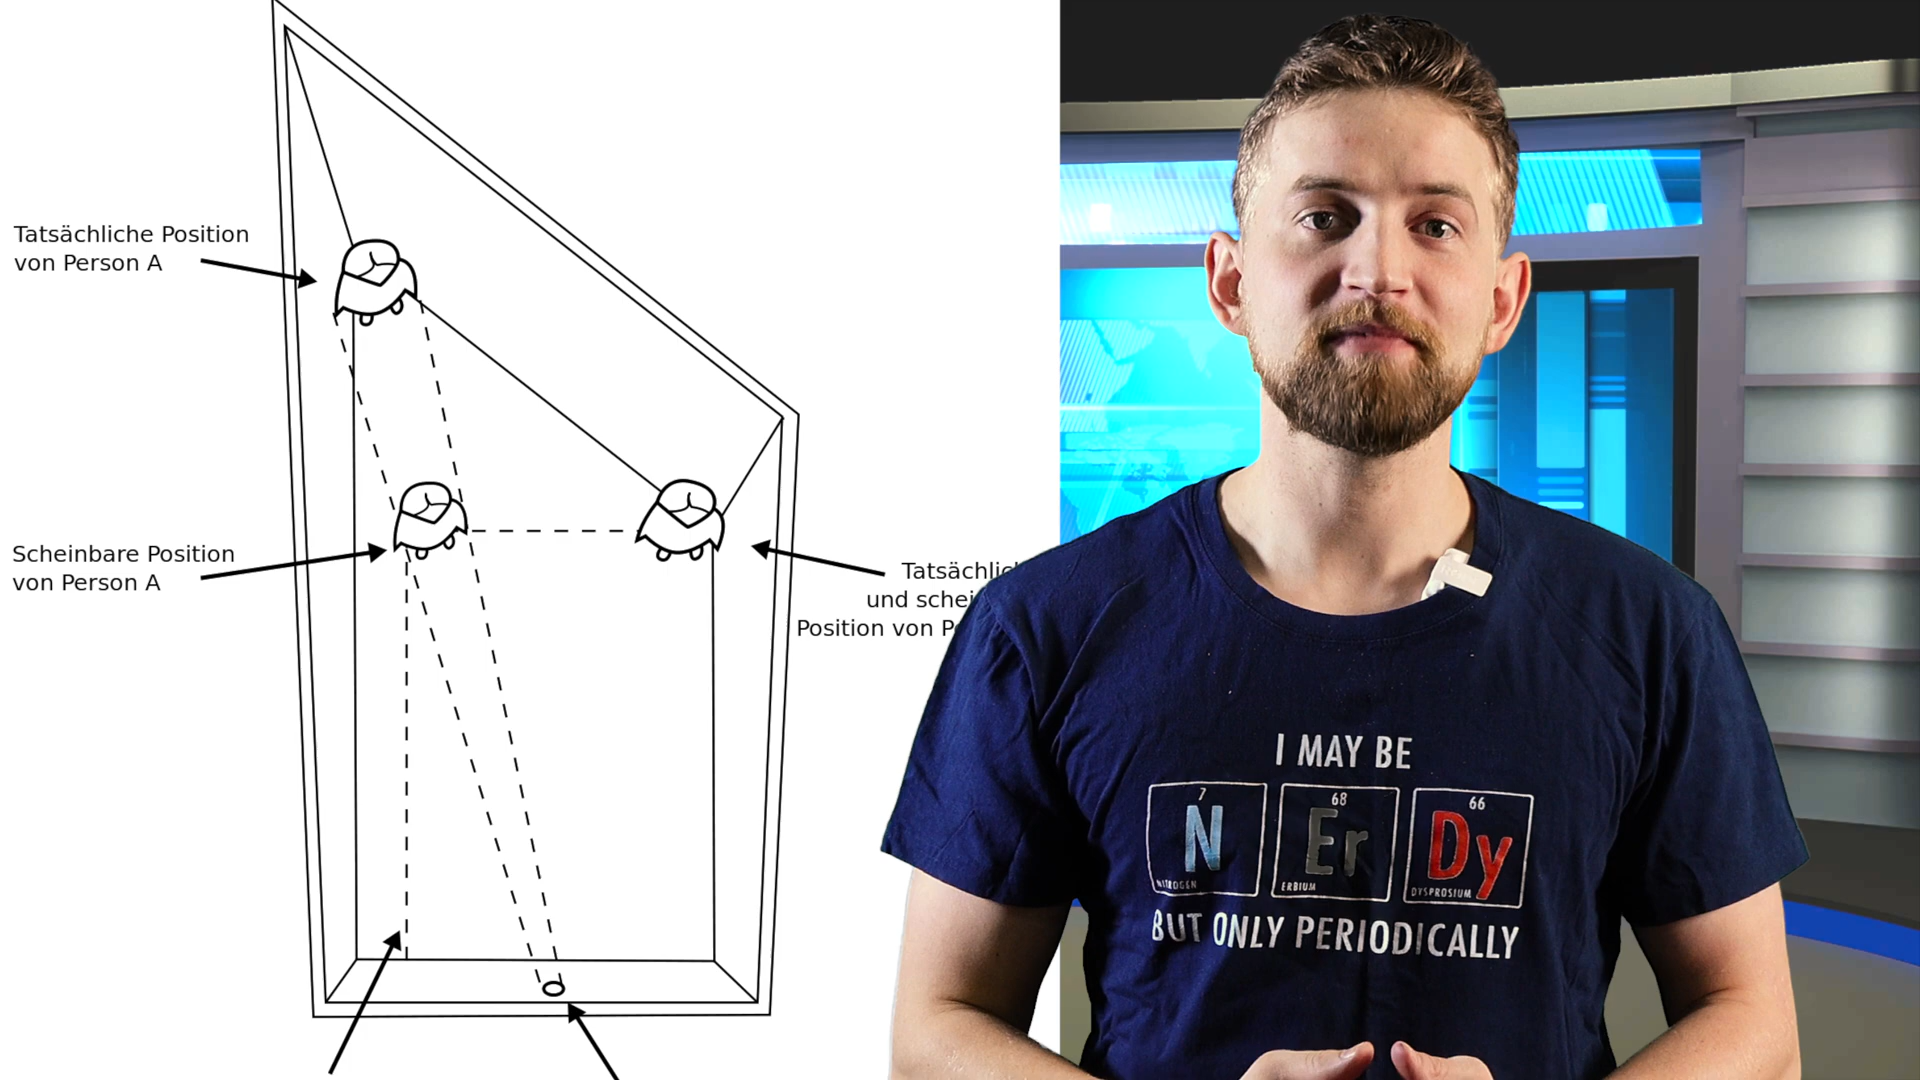 Tatsächliche Position
von Person A
Scheinbare Position
von Person A
und
Position von
I MAY BE
7
N
NITROGEN
68
Er
ERBIUM
66
Dy
DYSPROSIUM
BUT ONLY PERIODICALLY